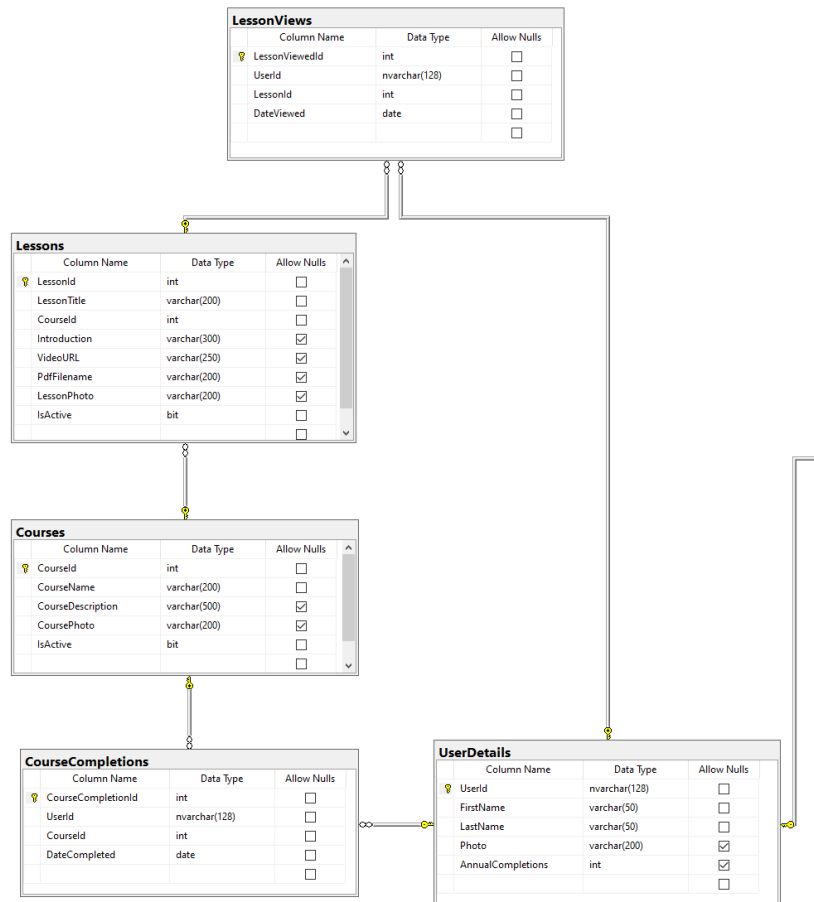 LessonViews
Column Name Data Type Allow Nulls
LessonViewedId int
UserId nvarchar(128)
LessonId int
DateViewed date
Lessons
Column Name Data Type Allow Nulls
LessonId int
LessonTitle varchar(200)
CourseId int
Introduction varchar(300)
VideoURL varchar(250)
PdfFilename varchar(200)
LessonPhoto varchar(200)
IsActive bit
Courses
Column Name Data Type Allow Nulls
CourseId int
CourseName varchar(200)
CourseDescription varchar(500)
CoursePhoto varchar(200)
IsActive bit
CourseCompletions
Column Name Data Type Allow Nulls
CourseCompletionId int
UserId nvarchar(128)
CourseId int
DateCompleted date
UserDetails
Column Name Data Type Allow Nulls
UserId nvarchar(128)
FirstName varchar(50)
LastName varchar(50)
Photo varchar(200)
AnnualCompletions int